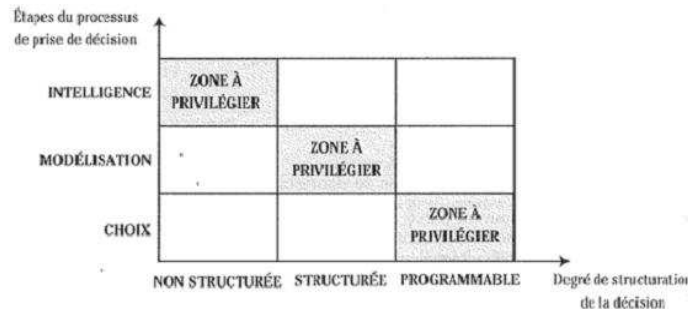 Étapes du processus
de prise de décision
INTELLIGENCE
ZONE À
PRIVILÉGIER
MODÉLISATION
ZONE À
PRIVILÉGIER
CHOIX
ZONE À
PRIVILÉGIER
NON STRUCTURÉE STRUCTURÉE PROGRAMMABLE
Degré de structuration
de la décision